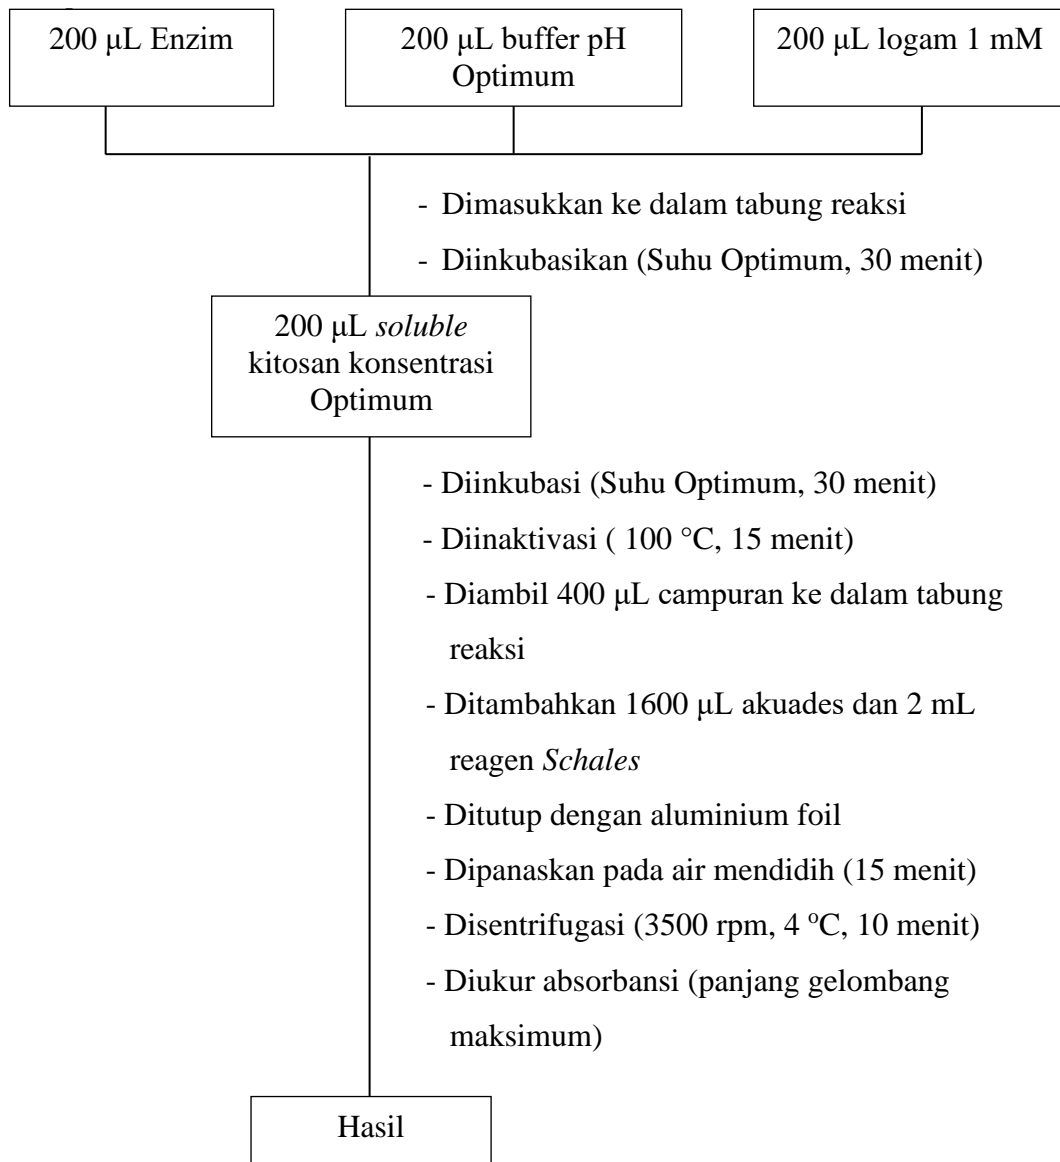 200 μL Enzim
200 μL buffer pH
Optimum
200 μL logam 1 mM
- Dimasukkan ke dalam tabung reaksi
- Diinkubasikan (Suhu Optimum, 30 menit)
200 μL soluble
kitosan konsentrasi
Optimum
- Diinkubasi (Suhu Optimum, 30 menit)
- Diinaktivasi ( 100 °C, 15 menit)
- Diambil 400 μL campuran ke dalam tabung
reaksi
- Ditambahkan 1600 μL akuades dan 2 mL
reagen Schales
- Ditutup dengan aluminium foil
- Dipanaskan pada air mendidih (15 menit)
- Disentrifugasi (3500 rpm, 4 ºC, 10 menit)
- Diukur absorbansi (panjang gelombang
maksimum)
Hasil